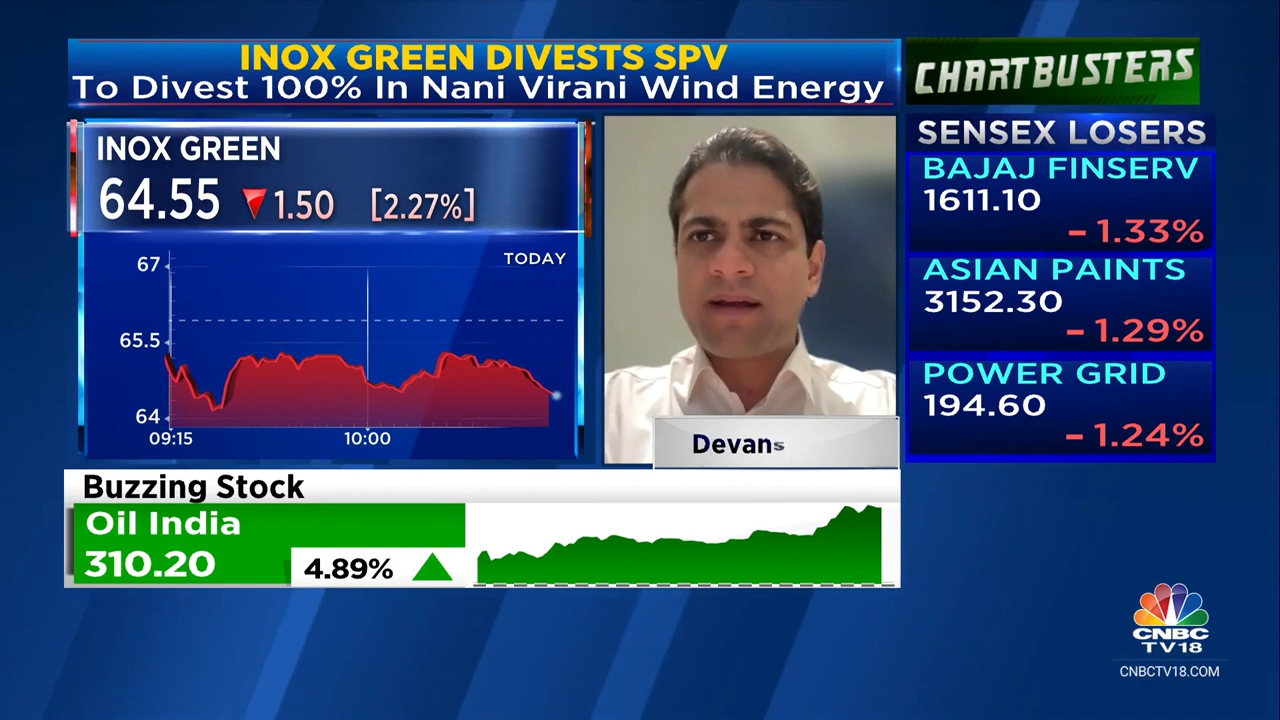 INOX GREEN DIVESTS SPV
To Divest 100% In Nani Virani Wind Energy
CHARTBUSTERS
INOX GREEN
64.55 ▼ 1.50 [2.27%]
TODAY
67
65.5
64
09:15 10:00
Devans
SENSEX LOSERS
BAJAJ FINSERV
1611.10
– 1.33%
ASIAN PAINTS
3152.30
– 1.29%
POWER GRID
194.60
– 1.24%
Buzzing Stock
Oil India
310.20 4.89% ▲
CNBC
TV18
CNBCTV18.COM